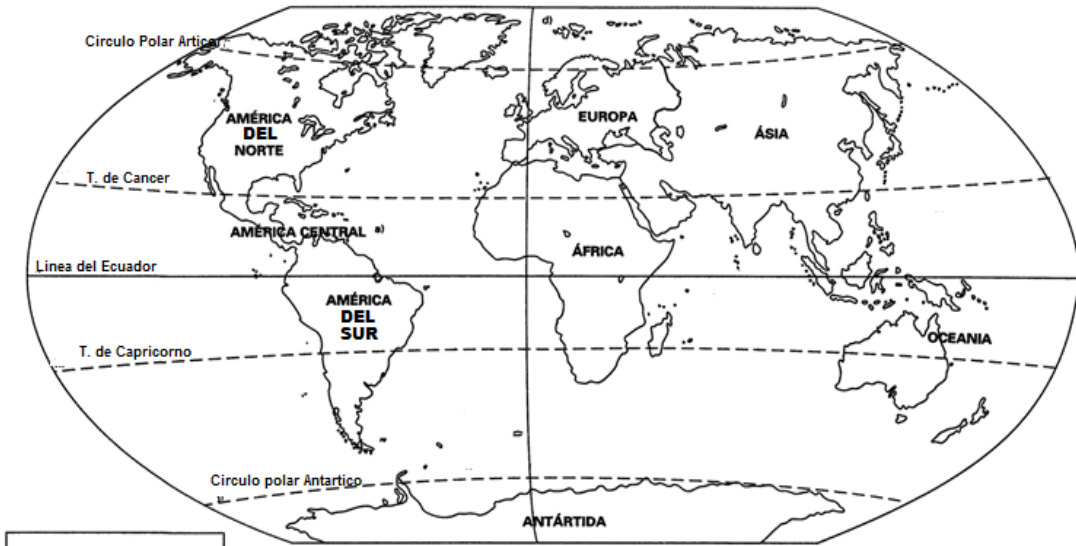 d)
Circulo Polar Artico
AMÉRICA
DEL
NORTE
EUROPA
ÁSIA
T. de Cancer
AMÉRICA CENTRAL a)
ÁFRICA
Linea del Ecuador
AMÉRICA
DEL
SUR
OCEANIA
T. de Capricorno
Circulo polar Antartico
ANTÁRTIDA